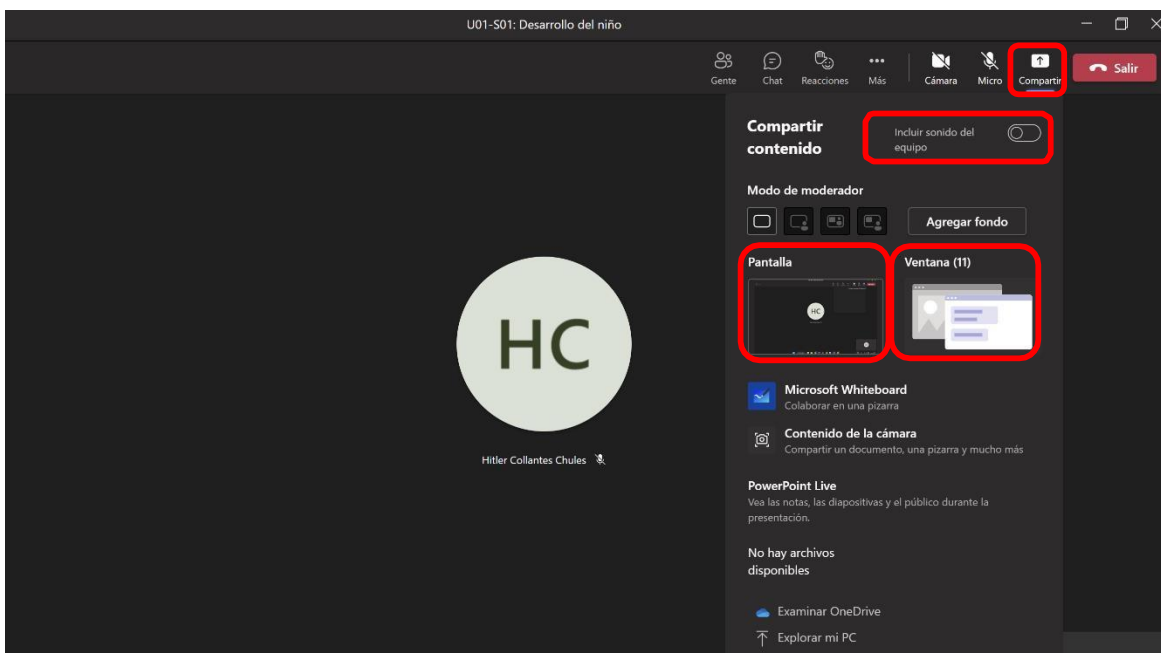 U01-S01: Desarrollo del niño
Gente
Chat
Reacciones
Más
Cámara
Micro
Compartir
Salir
Compartir
contenido
Incluir sonido del
equipo
Modo de moderador
Agregar fondo
Pantalla
Ventana (11)
HC
HC
Hitler Collantes Chules
Microsoft Whiteboard
Colaborar en una pizarra
Contenido de la cámara
Compartir un documento, una pizarra y mucho más
PowerPoint Live
Vea las notas, las diapositivas y el público durante la
presentación.
No hay archivos
disponibles
Examinar OneDrive
Explorar mi PC